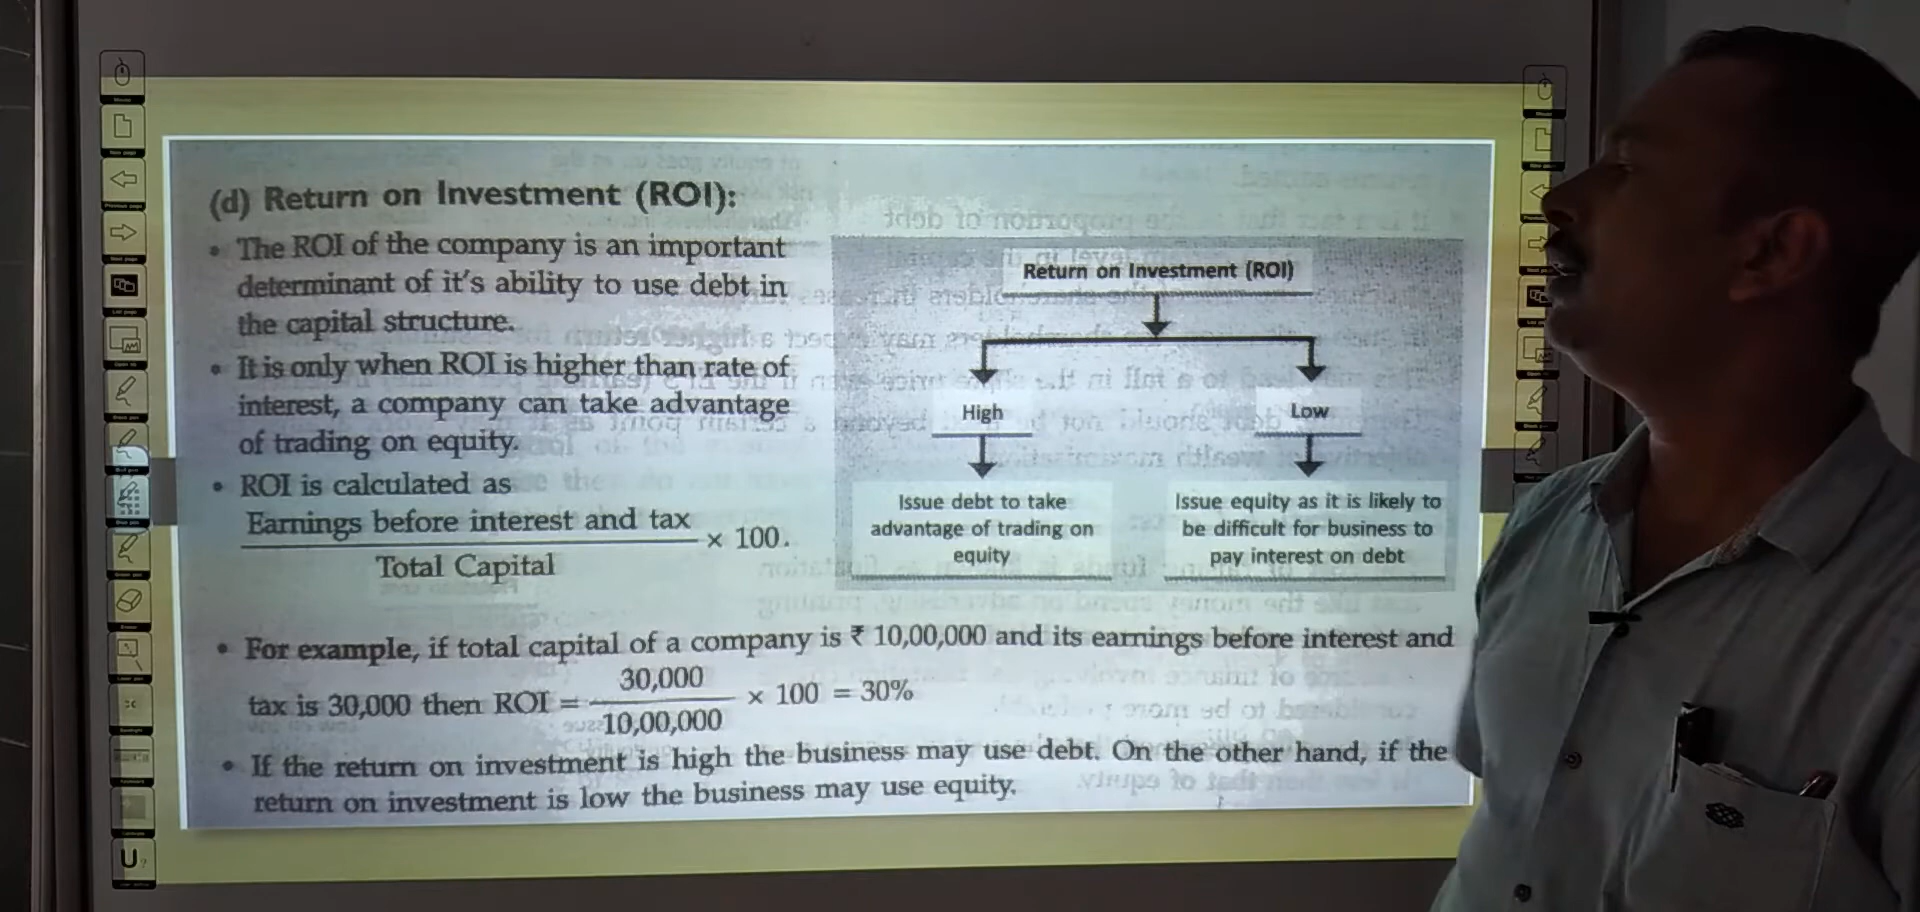 (d) Return on Investment (ROI):
• The ROI of the company is an important
determinant of it's ability to use debt in
the capital structure.
• It is only when ROI is higher than rate of
interest, a company can take advantage
of trading on equity.
• ROI is calculated as
Earnings before interest and tax
× 100.
Total Capital
Return on Investment (ROI)
High
Low
Issue debt to take
advantage of trading on
equity
Issue equity as it is likely to
be difficult for business to
pay interest on debt
• For example, if total capital of a company is ₹ 10,00,000 and its earnings before interest and
tax is 30,000 then ROI = 30,000 / 10,00,000 × 100 = 30%
• If the return on investment is high the business may use debt. On the other hand, if the
return on investment is low the business may use equity.